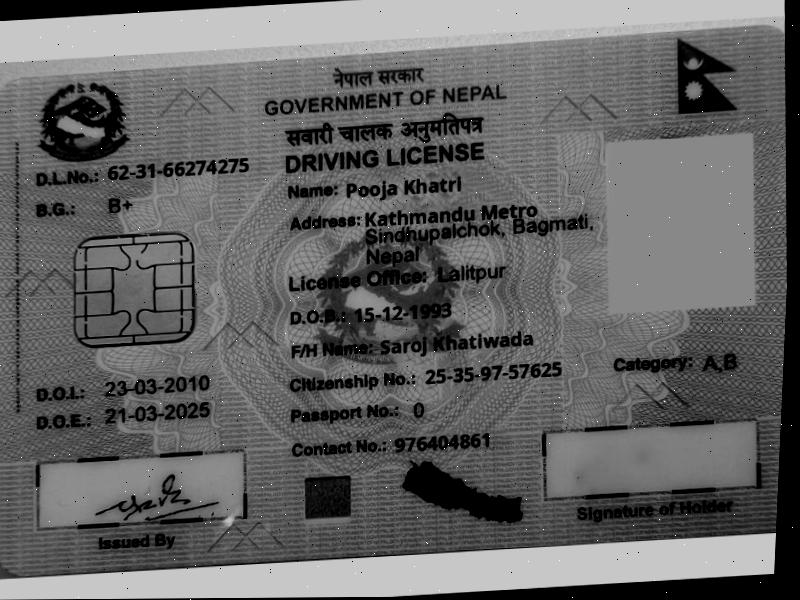 नेपाल सरकार
GOVERNMENT OF NEPAL
सवारी चालक अनुमतिपत्र
DRIVING LICENSE
D.L.No.: 62-31-66274275
B.G.: B+
Name: Pooja Khatri
Address: Kathmandu Metro
Sindhupalchok, Bagmati,
Nepal
License Office: Lalitpur
D.O.B.: 15-12-1993
F/H Name: Saroj Khatiwada
Citizenship No.: 25-35-97-57625
Passport No.: 0
Contact No.: 976404861
D.O.I.: 23-03-2010
D.O.E.: 21-03-2025
Category: A,B
Issued By
Signature of Holder